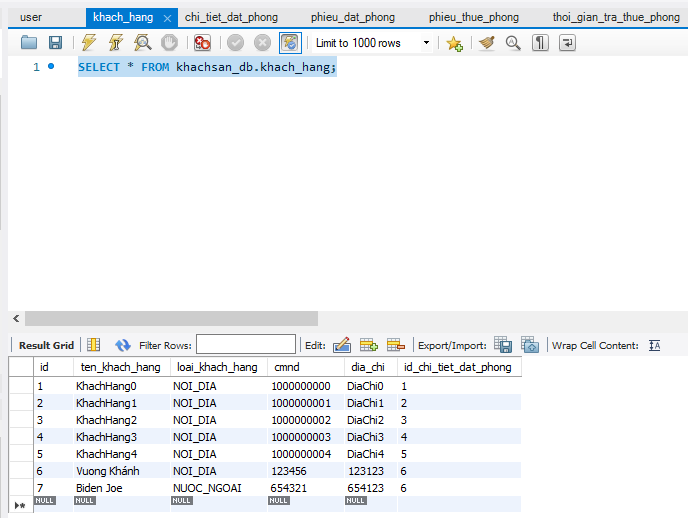 user khach_hang chi_tiet_dat_phong phieu_dat_phong phieu_thue_phong thoi_gian_tra_thue_phong
Limit to 1000 rows
1 SELECT * FROM khachsan_db.khach_hang;
Result Grid Filter Rows: Edit: Export/Import: Wrap Cell Content:
id ten_khach_hang loai_khach_hang cmnd dia_chi id_chi_tiet_dat_phong
1 KhachHang0 NOI_DIA 1000000000 DiaChi0 1
2 KhachHang1 NOI_DIA 1000000001 DiaChi1 2
3 KhachHang2 NOI_DIA 1000000002 DiaChi2 3
4 KhachHang3 NOI_DIA 1000000003 DiaChi3 4
5 KhachHang4 NOI_DIA 1000000004 DiaChi4 5
6 Vuong Khánh NOI_DIA 123456 123123 6
7 Biden Joe NUOC_NGOAI 654321 654123 6
NULL NULL NULL NULL NULL NULL